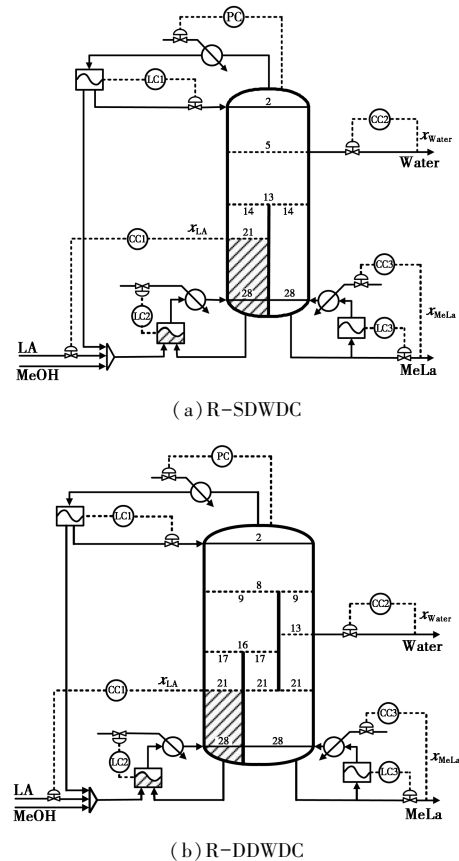 PC
LC1
2
CC2
x_Water
5
Water
13
14 14
x_LA
21
CC1
CC3
28 28
LC2
x_MeLa
LC3
LA
MeOH
MeLa
(a)R-SDWDC
PC
LC1
2
8
9 9
CC2
x_Water
13
Water
16
17 17
x_LA
21 21 21
CC1
CC3
28 28
LC2
x_MeLa
LC3
LA
MeOH
MeLa
(b)R-DDWDC